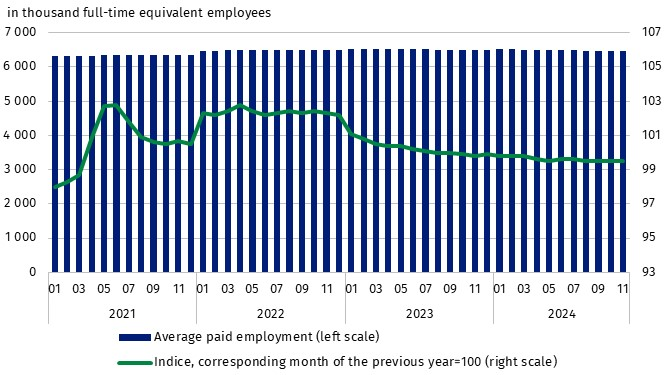 in thousand full-time equivalent employees
7 000 107
6 000 105
5 000 103
4 000 101
3 000 99
2 000 97
1 000 95
0 93
01 03 05 07 09 11 01 03 05 07 09 11 01 03 05 07 09 11 01 03 05 07 09 11
2021 2022 2023 2024
Average paid employment (left scale)
Indice, corresponding month of the previous year=100 (right scale)